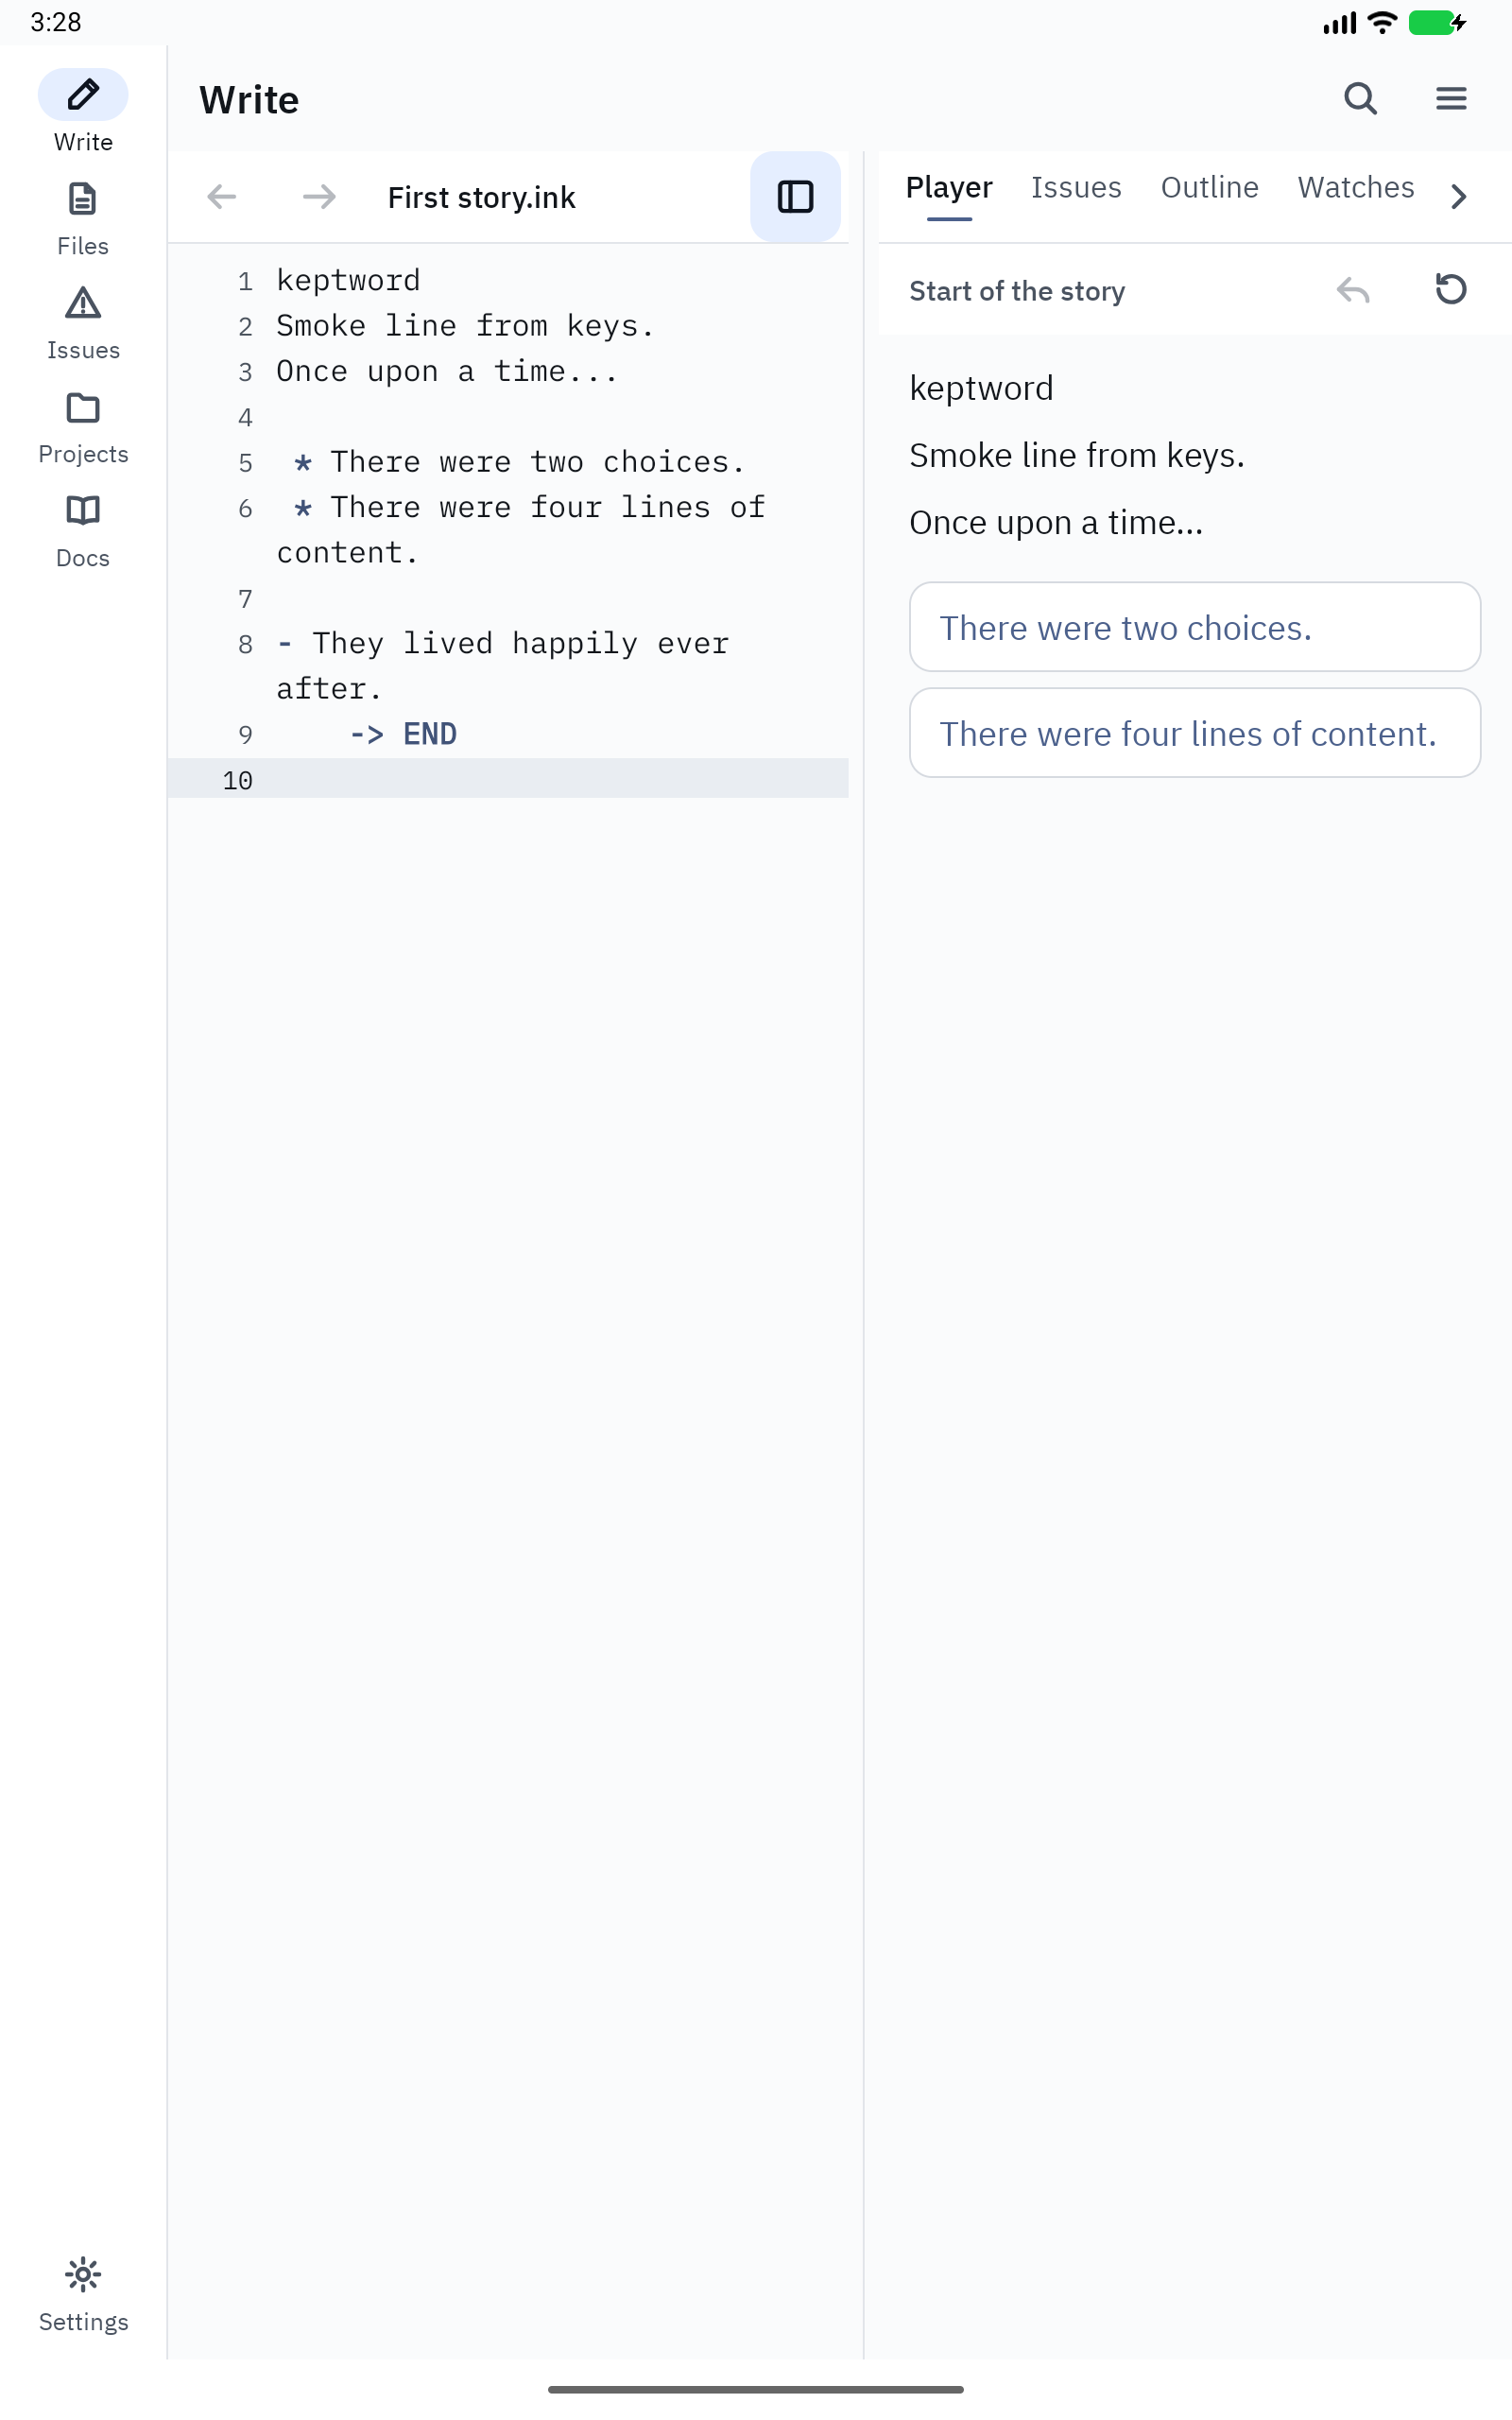 3:28
Write
Files
Issues
Projects
Docs
Settings
Write
First story.ink
1 keptword
2 Smoke line from keys.
3 Once upon a time...
4
5 * There were two choices.
6 * There were four lines of
content.
7
8 - They lived happily ever
after.
9 -> END
10
Player Issues Outline Watches
Start of the story
keptword
Smoke line from keys.
Once upon a time...
There were two choices.
There were four lines of content.